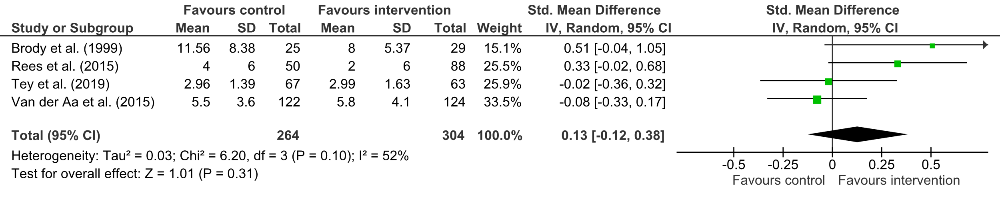 Favours control Favours intervention Std. Mean Difference Std. Mean Difference
Study or Subgroup Mean SD Total Mean SD Total Weight IV, Random, 95% CI IV, Random, 95% CI
Brody et al. (1999) 11.56 8.38 25 8 5.37 29 15.1% 0.51 [-0.04, 1.05]
Rees et al. (2015) 4 6 50 2 6 88 25.5% 0.33 [-0.02, 0.68]
Tey et al. (2019) 2.96 1.39 67 2.99 1.63 63 25.9% -0.02 [-0.36, 0.32]
Van der Aa et al. (2015) 5.5 3.6 122 5.8 4.1 124 33.5% -0.08 [-0.33, 0.17]
Total (95% CI) 264 304 100.0% 0.13 [-0.12, 0.38]
Heterogeneity: Tau² = 0.03; Chi² = 6.20, df = 3 (P = 0.10); I² = 52%
Test for overall effect: Z = 1.01 (P = 0.31)
-0.5 -0.25 0 0.25 0.5
Favours control Favours intervention